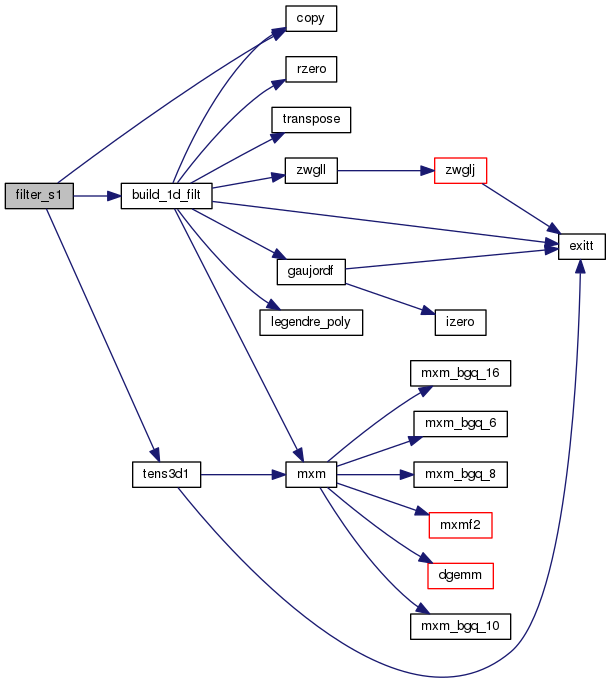 copy
rzero
transpose
zwgll
zwglj
filter_s1
build_1d_filt
exitt
gaujordf
legendre_poly
izero
mxm_bgq_16
mxm_bgq_6
tens3d1
mxm
mxm_bgq_8
mxmf2
dgemm
mxm_bgq_10